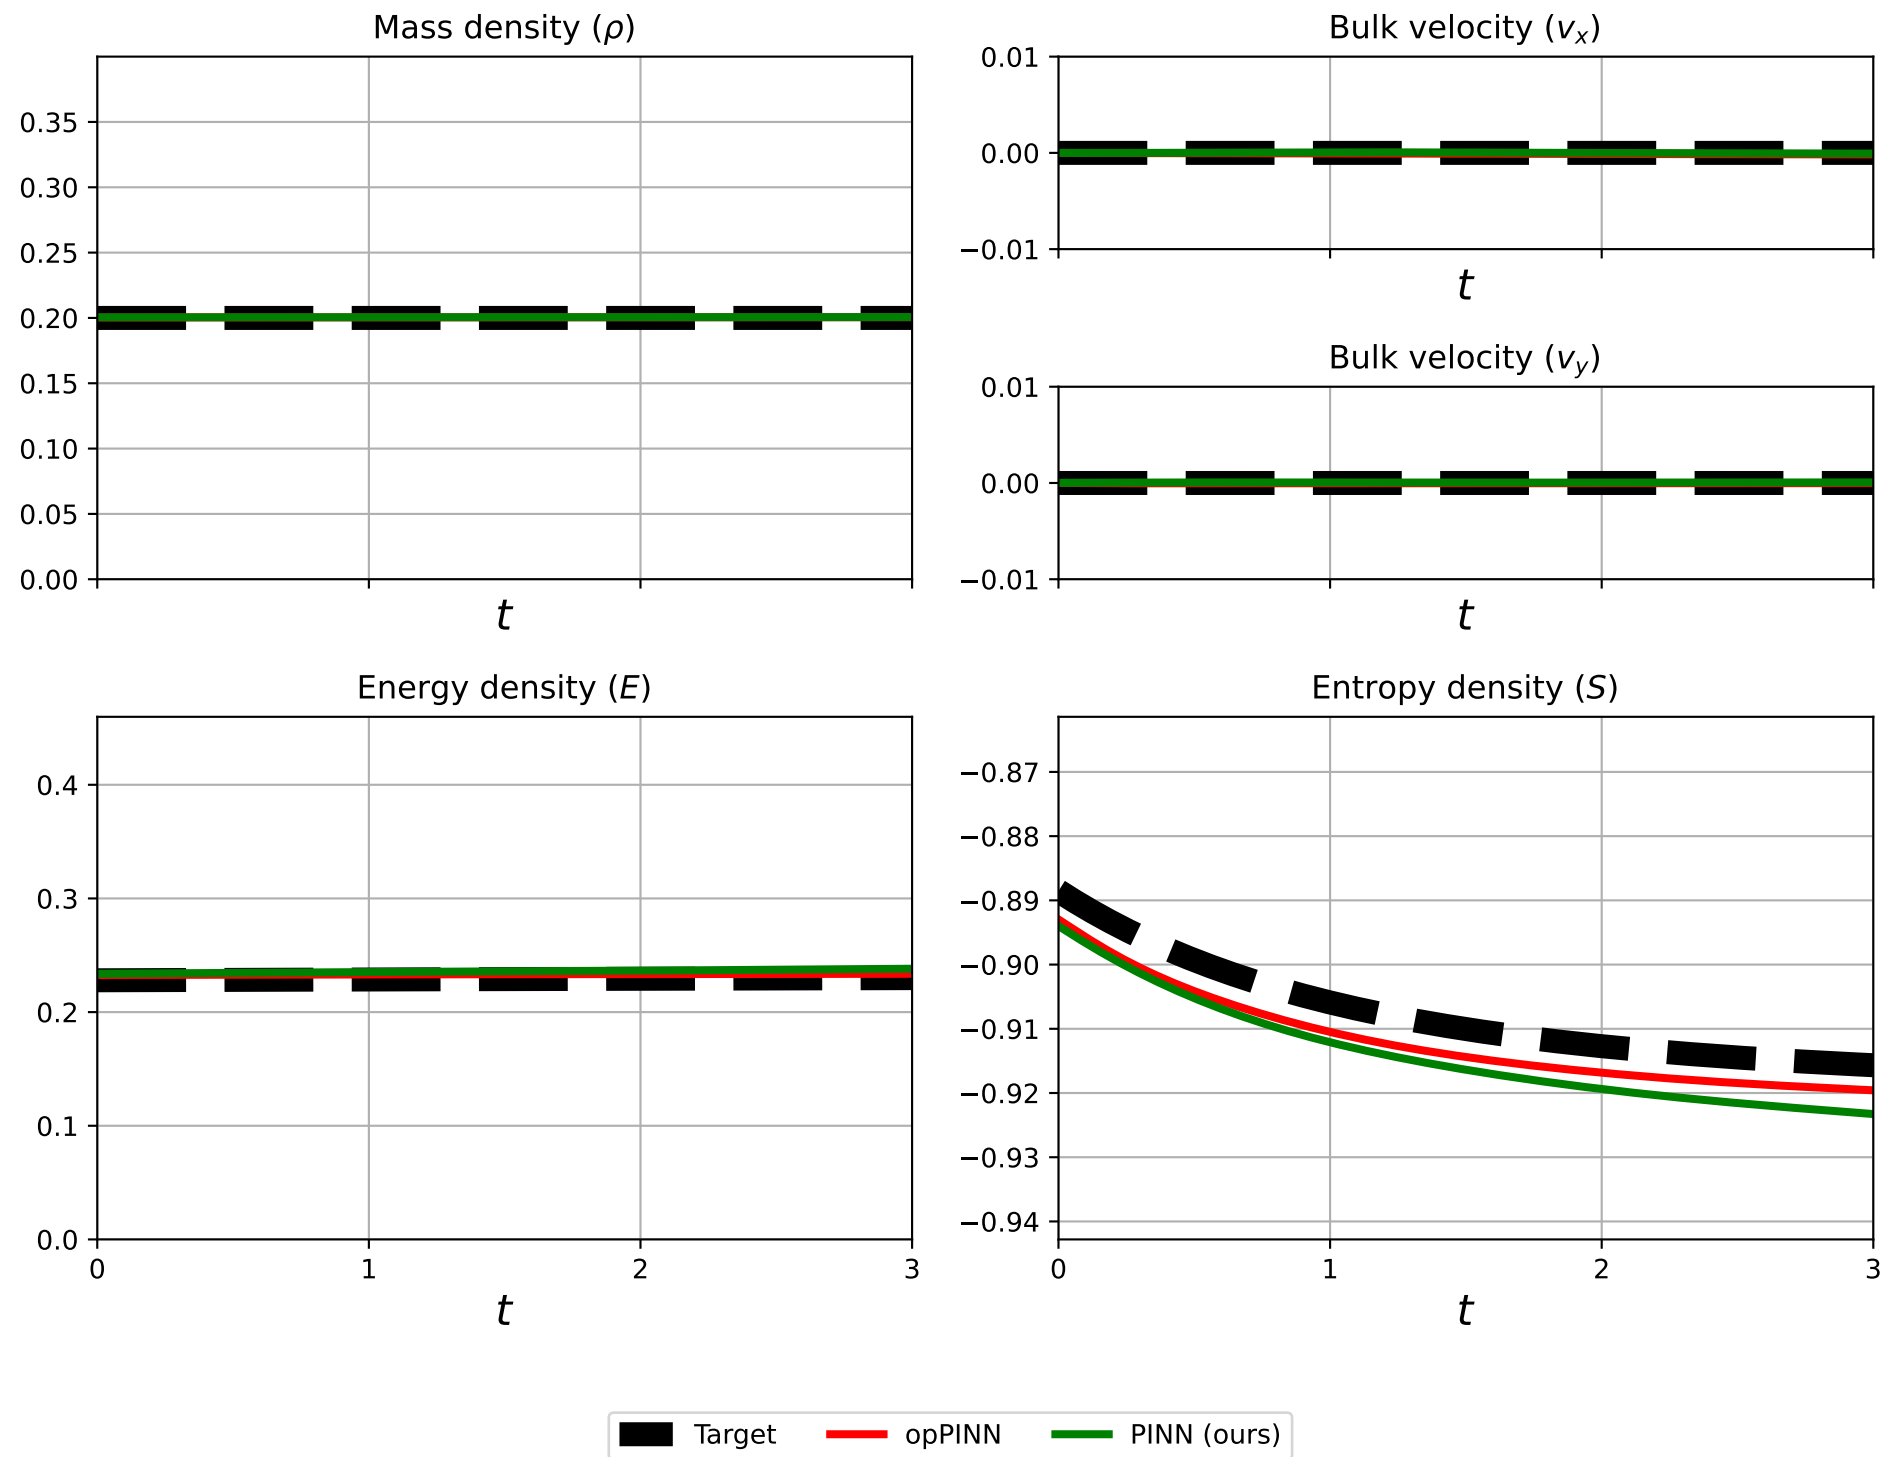 Mass density (ρ)
0.35
0.30
0.25
0.20
0.15
0.10
0.05
0.00
t
Bulk velocity (vₓ)
0.01
0.00
−0.01
t
Bulk velocity (v_y)
0.01
0.00
−0.01
t
Energy density (E)
0.4
0.3
0.2
0.1
0.0
0 1 2 3
t
Entropy density (S)
−0.87
−0.88
−0.89
−0.90
−0.91
−0.92
−0.93
−0.94
0 1 2 3
t
Target opPINN PINN (ours)